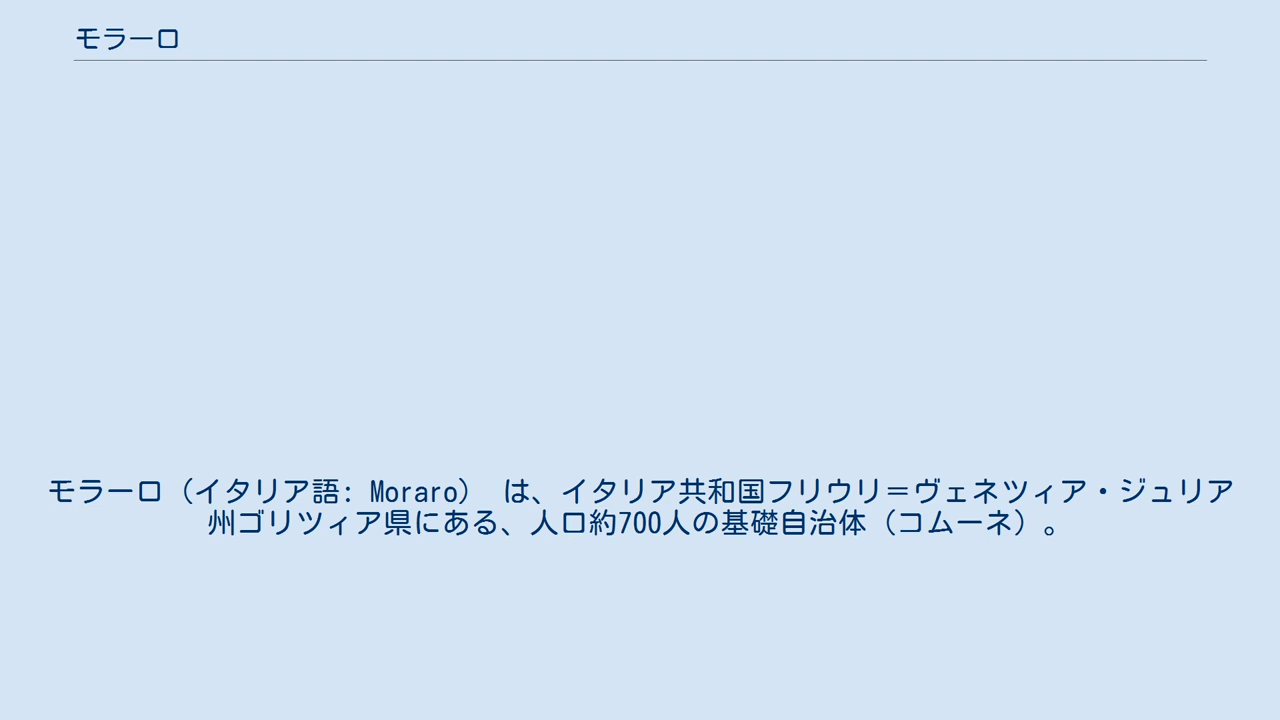 モラーロ
モラーロ（イタリア語: Moraro） は、イタリア共和国フリウリ＝ヴェネツィア・ジュリア
州ゴリツィア県にある、人口約700人の基礎自治体（コムーネ）。